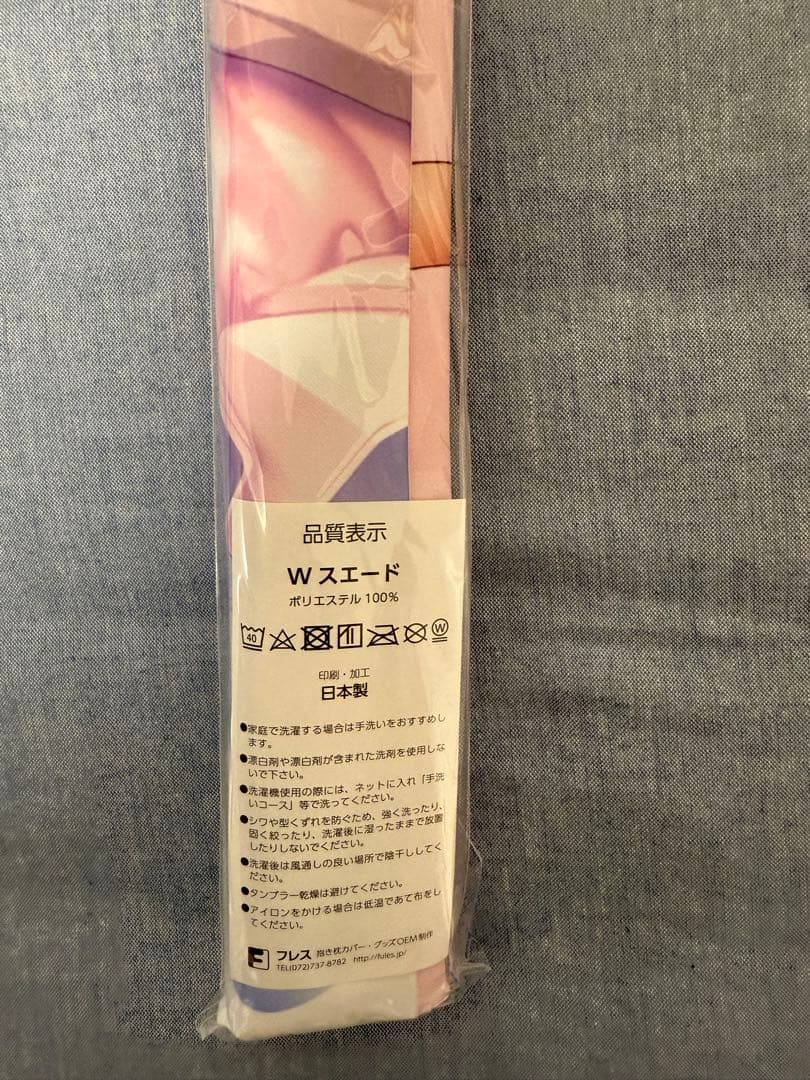 品質表示
W スエード
ポリエステル 100%
40 W
印刷・加工
日本製
●家庭で洗濯する場合は手洗いをおすすめし
ます。
●漂白剤や漂白剤が含まれた洗剤を使用しな
いで下さい。
●洗濯機使用の際には、ネットに入れ「手洗
いコース」等で洗ってください。
●シワや型くずれを防ぐため、強く洗ったり、
固く絞ったり、洗濯後に湿ったままで放置
したりしないでください。
●洗濯後は風通しの良い場所で陰干ししてく
ださい。
●タンブラー乾燥は避けてください。
●アイロンをかける場合は低温であて布をし
てください。
フレス 抱き枕カバー・グッズOEM制作
TEL(072)737-8782 http://fules.jp/